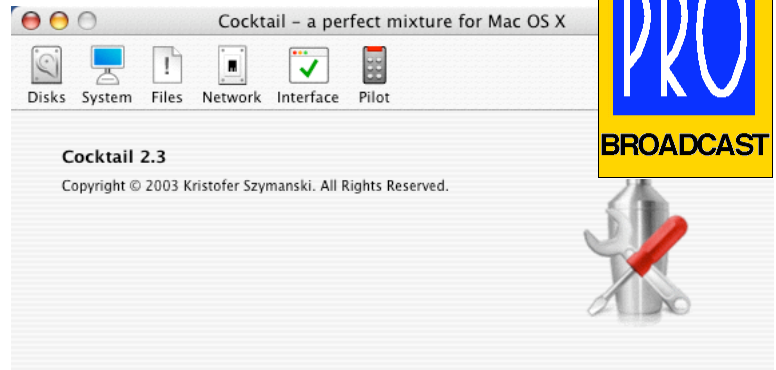 Cocktail – a perfect mixture for Mac OS X
PRO
BROADCAST
Disks System Files Network Interface Pilot
Cocktail 2.3
Copyright © 2003 Kristofer Szymanski. All Rights Reserved.